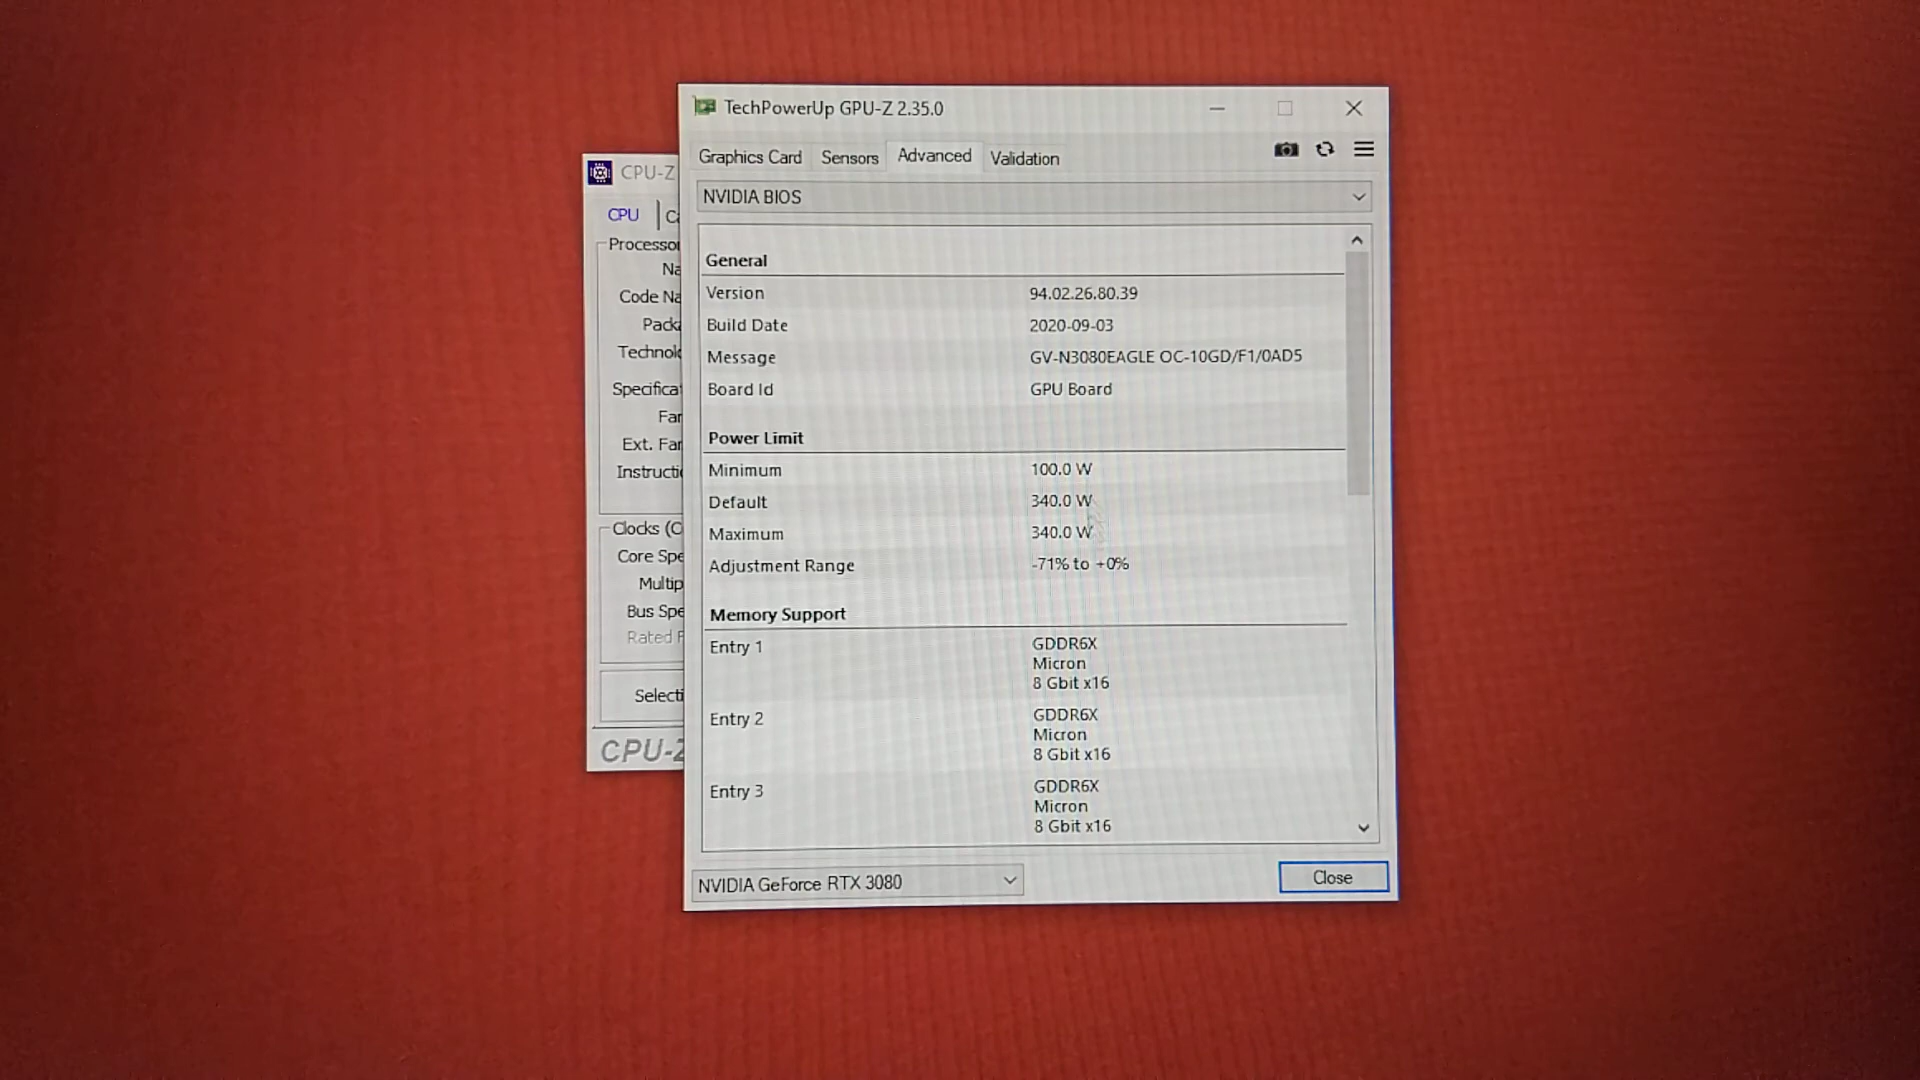 TechPowerUp GPU-Z 2.35.0
Graphics Card Sensors Advanced Validation
NVIDIA BIOS
General
Version 94.02.26.80.39
Build Date 2020-09-03
Message GV-N3080EAGLE OC-10GD/F1/0AD5
Board Id GPU Board
Power Limit
Minimum 100.0 W
Default 340.0 W
Maximum 340.0 W
Adjustment Range -71% to +0%
Memory Support
Entry 1 GDDR6X
Micron
8 Gbit x16
Entry 2 GDDR6X
Micron
8 Gbit x16
Entry 3 GDDR6X
Micron
8 Gbit x16
NVIDIA GeForce RTX 3080 Close
CPU-Z
CPU Ca
Processor
Na
Code Na
Packa
Technol
Specificat
Fam
Ext. Fam
Instructi
Clocks (C
Core Spe
Multip
Bus Spe
Rated F
Selecti
CPU-Z